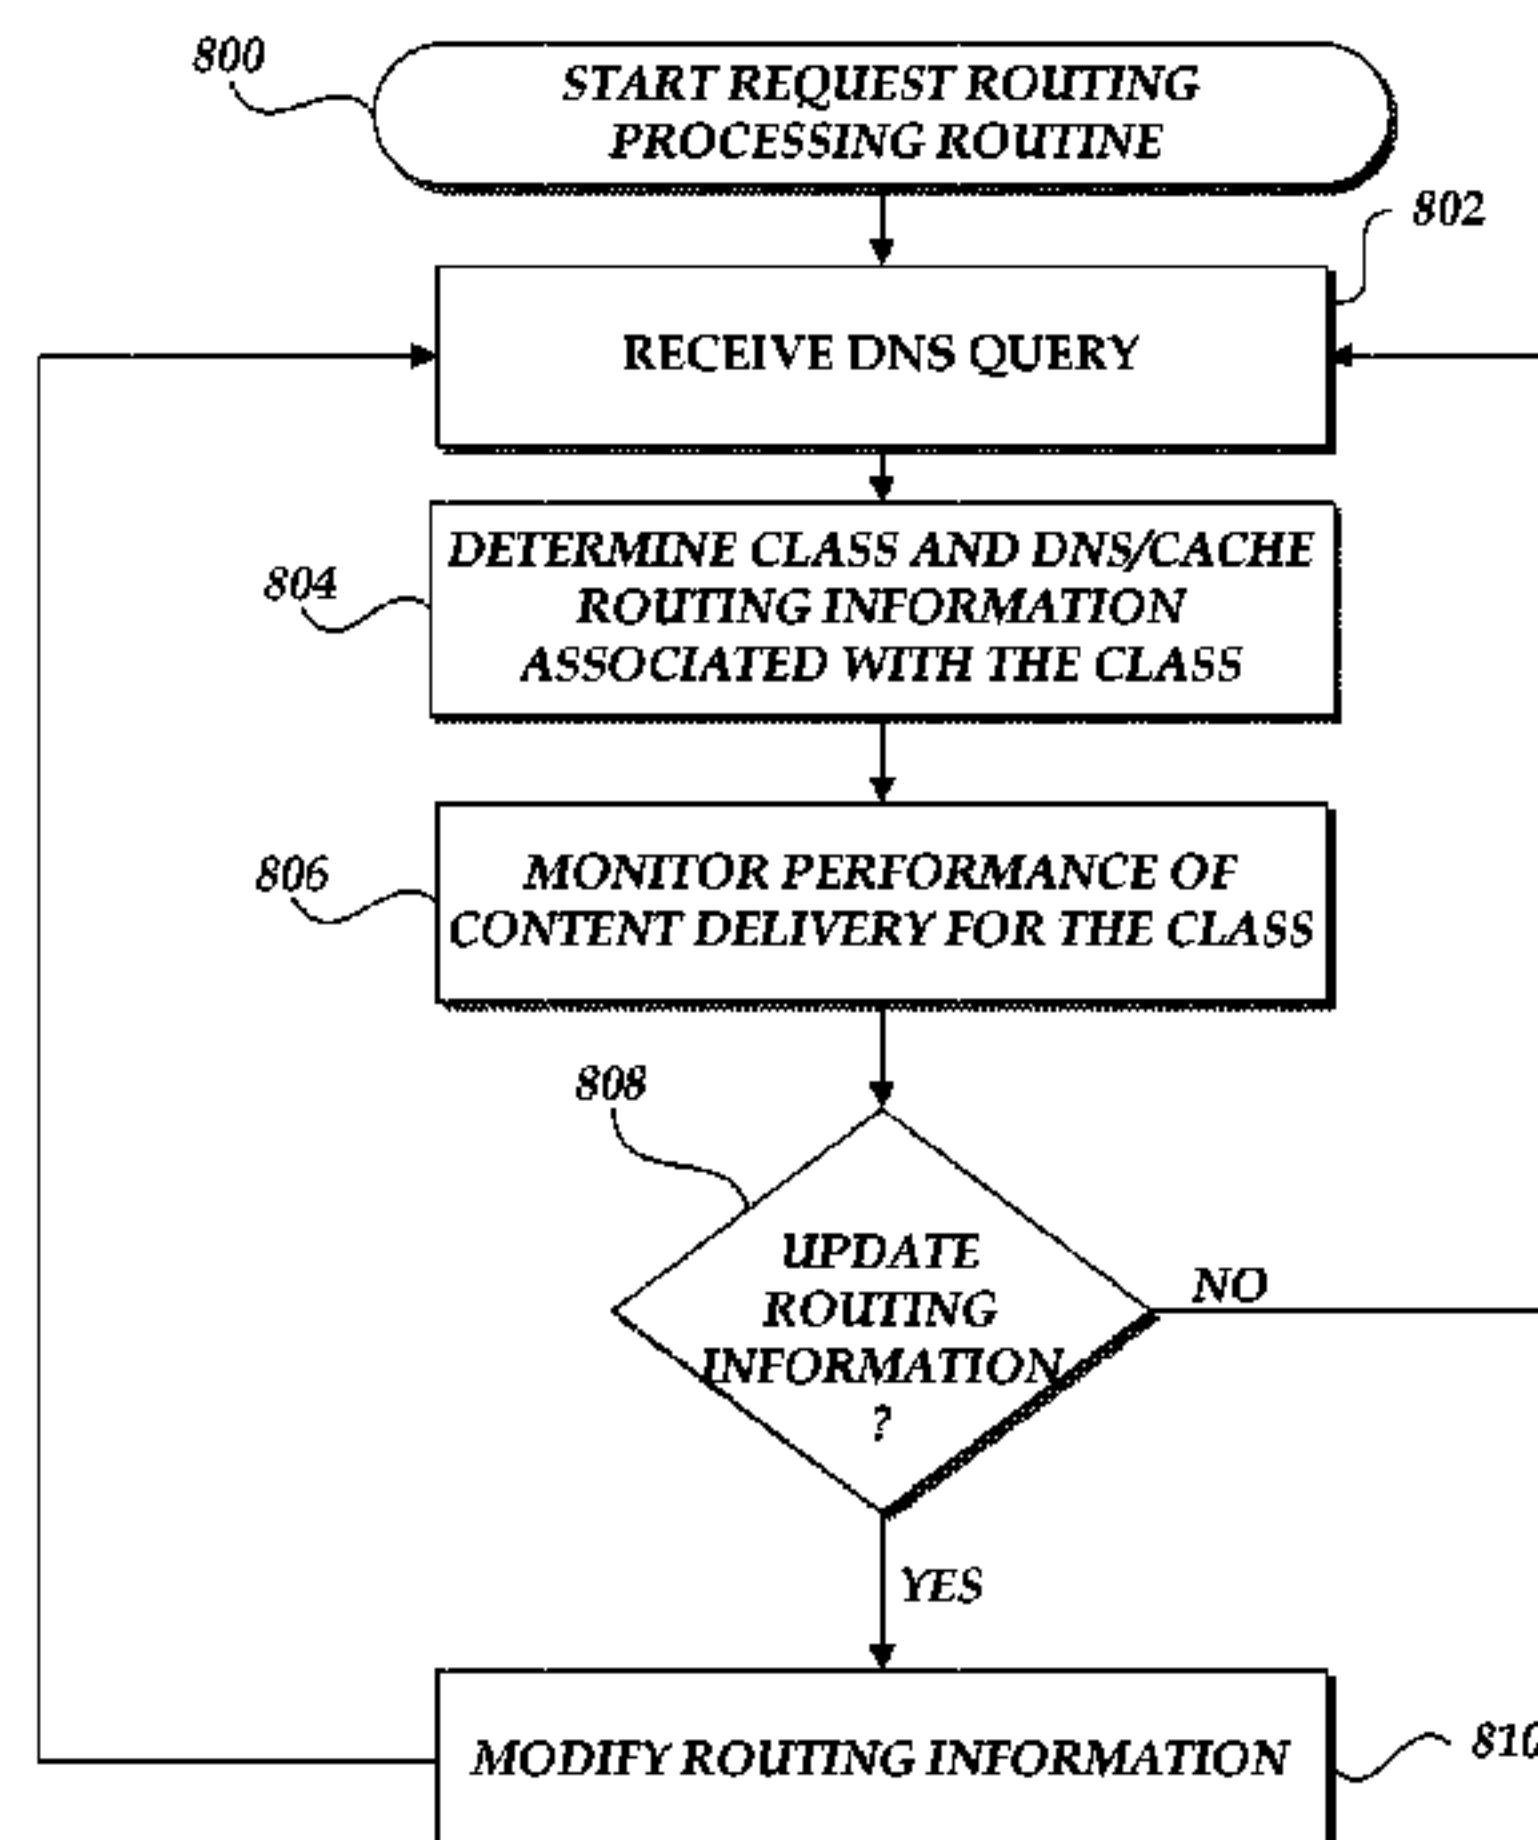 800
START REQUEST ROUTING
PROCESSING ROUTINE
802
RECEIVE DNS QUERY
804
DETERMINE CLASS AND DNS/CACHE
ROUTING INFORMATION
ASSOCIATED WITH THE CLASS
806
MONITOR PERFORMANCE OF
CONTENT DELIVERY FOR THE CLASS
808
UPDATE
ROUTING
INFORMATION
?
NO
YES
MODIFY ROUTING INFORMATION
810